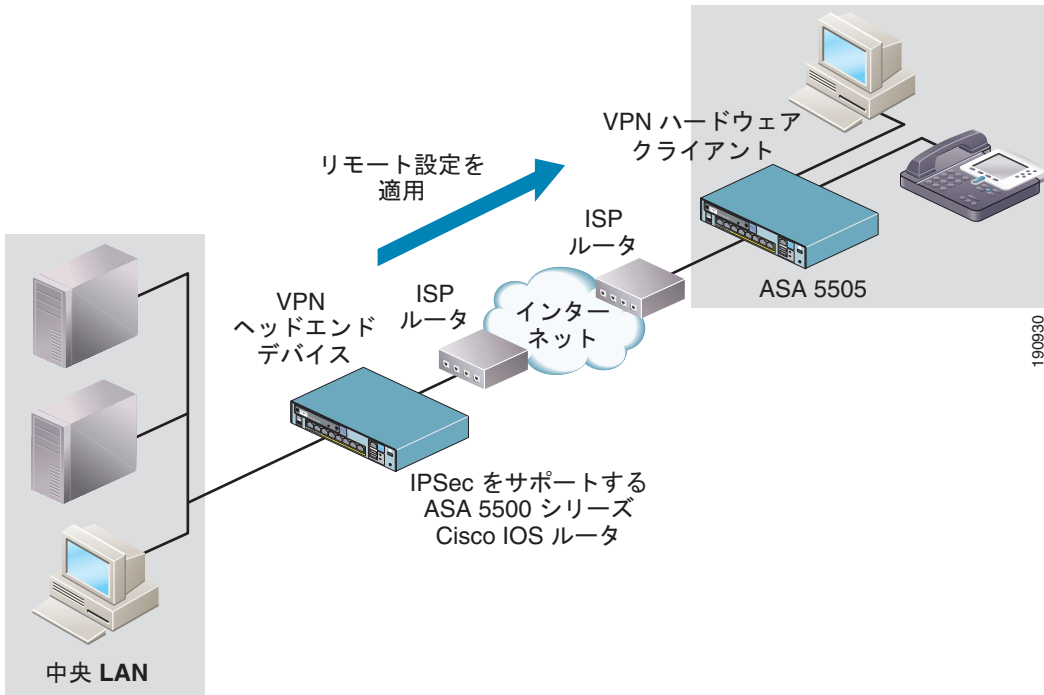 VPN ハードウェア
クライアント
リモート設定を
適用
ISP
ルータ
ASA 5505
VPN
ヘッドエンド
デバイス
ISP
ルータ
インター
ネット
190930
IPSec をサポートする
ASA 5500 シリーズ
Cisco IOS ルータ
中央 LAN